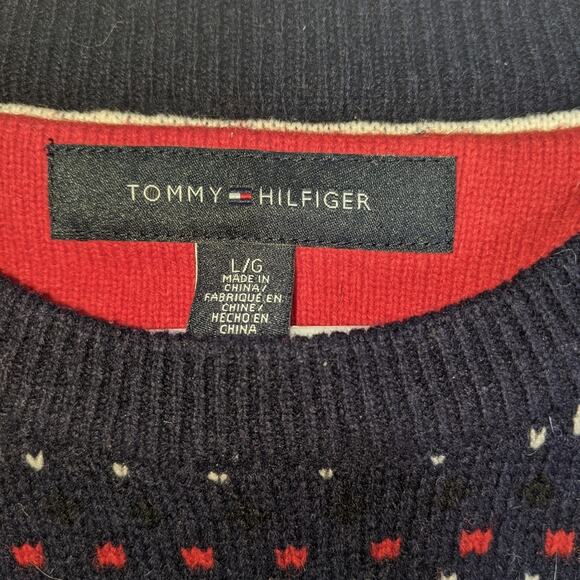 TOMMY HILFIGER
L/G
MADE IN
CHINA/
FABRIQUÉ EN
CHINE/
HECHO EN
CHINA